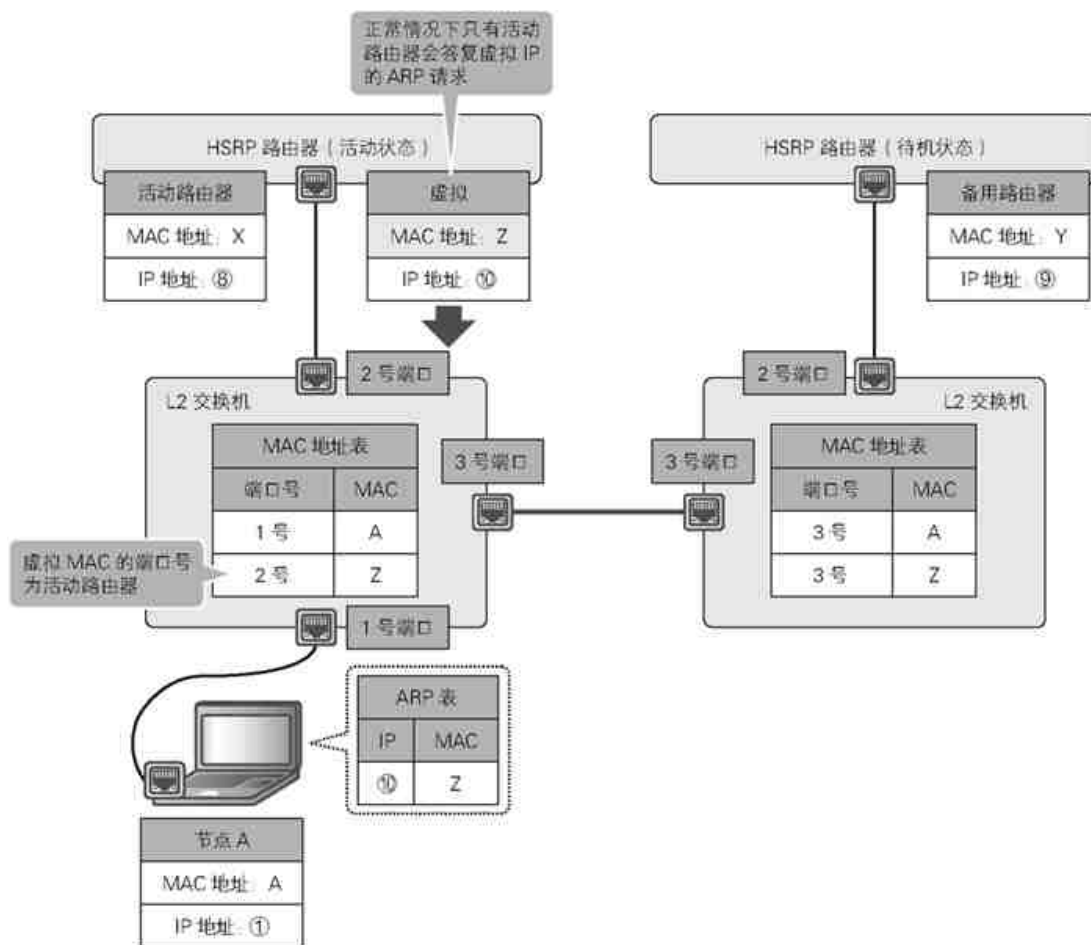 正常情况下只有活动
路由器会答复虚拟 IP
的 ARP 请求
HSRP 路由器（活动状态）
HSRP 路由器（待机状态）
活动路由器
MAC 地址：X
IP 地址：⑧
虚拟
MAC 地址：Z
IP 地址：⑩
备用路由器
MAC 地址：Y
IP 地址：⑨
2 号端口
2 号端口
L2 交换机
L2 交换机
MAC 地址表
端口号 MAC
1 号 A
2 号 Z
3 号端口
3 号端口
MAC 地址表
端口号 MAC
3 号 A
3 号 Z
虚拟 MAC 的端口号
为活动路由器
1 号端口
ARP 表
IP MAC
⑩ Z
节点 A
MAC 地址：A
IP 地址：①